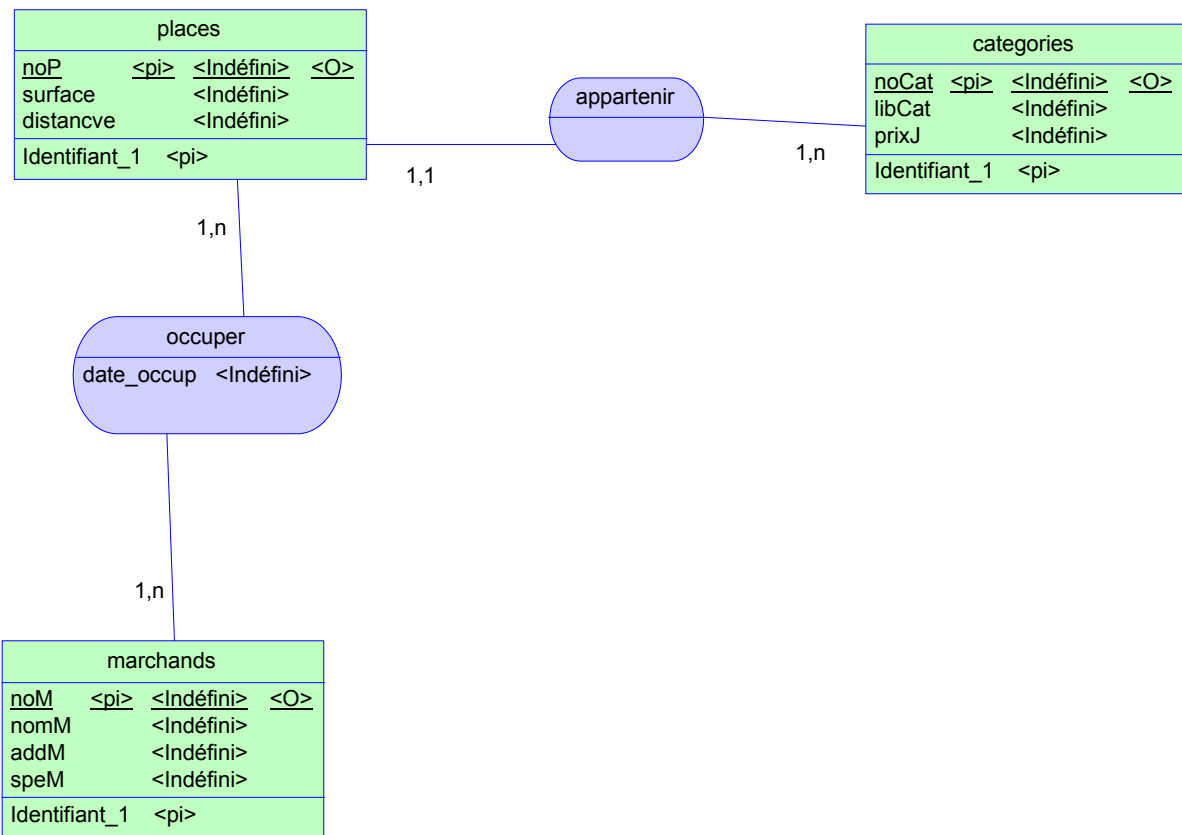 places
noP <pi> <Indéfini> <O>
surface <Indéfini>
distancve <Indéfini>
Identifiant_1 <pi>
appartenir
categories
noCat <pi> <Indéfini> <O>
libCat <Indéfini>
prixJ <Indéfini>
Identifiant_1 <pi>
1,1
1,n
1,n
occuper
date_occup <Indéfini>
1,n
marchands
noM <pi> <Indéfini> <O>
nomM <Indéfini>
addM <Indéfini>
speM <Indéfini>
Identifiant_1 <pi>